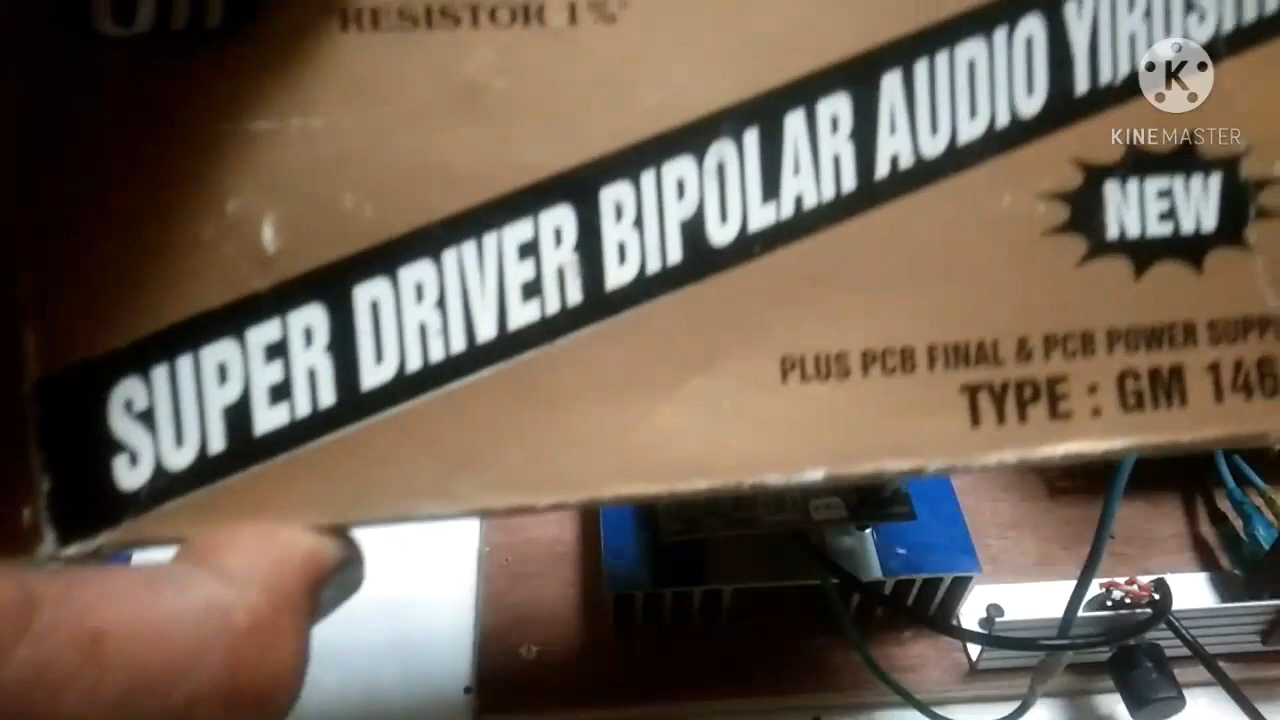 "RESISTOR 1%"
SUPER DRIVER BIPOLAR AUDIO
KINEMASTER
NEW
PLUS PCB FINAL & PCB POWER
TYPE : GM